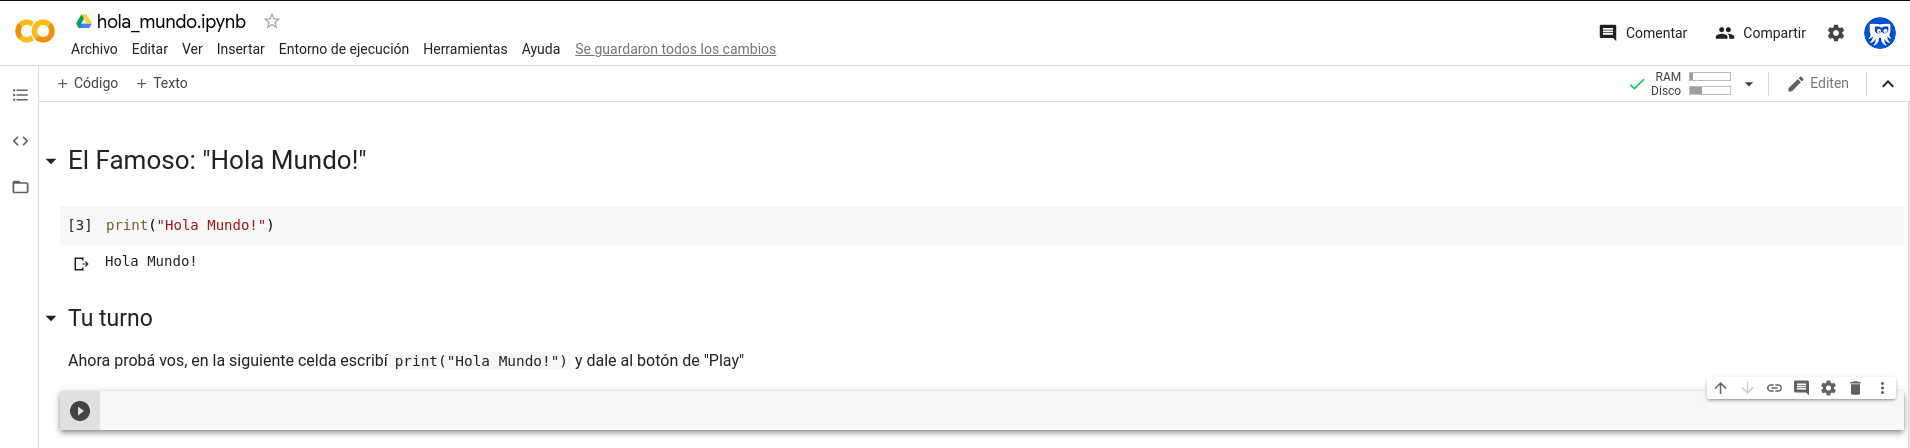 hola_mundo.ipynb
Archivo Editar Ver Insertar Entorno de ejecución Herramientas Ayuda Se guardaron todos los cambios
Comentar Compartir
+ Código + Texto
RAM
Disco
Editen
El Famoso: "Hola Mundo!"
[3] print("Hola Mundo!")
Hola Mundo!
Tu turno
Ahora probá vos, en la siguiente celda escribí print("Hola Mundo!") y dale al botón de "Play"